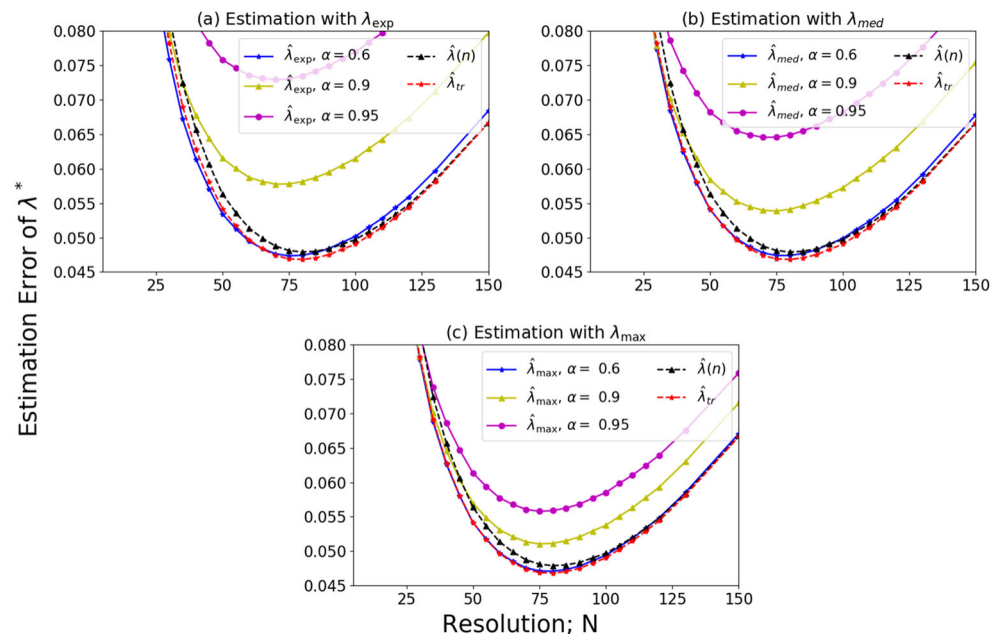 (a) Estimation with λexp
0.080
0.075
0.070
0.065
0.060
0.055
0.050
0.045
25 50 75 100 125 150
λ̂exp, α = 0.6
λ̂exp, α = 0.9
λ̂exp, α = 0.95
λ̂(n)
λ̂tr
(b) Estimation with λmed
0.080
0.075
0.070
0.065
0.060
0.055
0.050
0.045
25 50 75 100 125 150
λ̂med, α = 0.6
λ̂med, α = 0.9
λ̂med, α = 0.95
λ̂(n)
λ̂tr
Estimation Error of λ*
(c) Estimation with λmax
0.080
0.075
0.070
0.065
0.060
0.055
0.050
0.045
25 50 75 100 125 150
λ̂max, α = 0.6
λ̂max, α = 0.9
λ̂max, α = 0.95
λ̂(n)
λ̂tr
Resolution; N